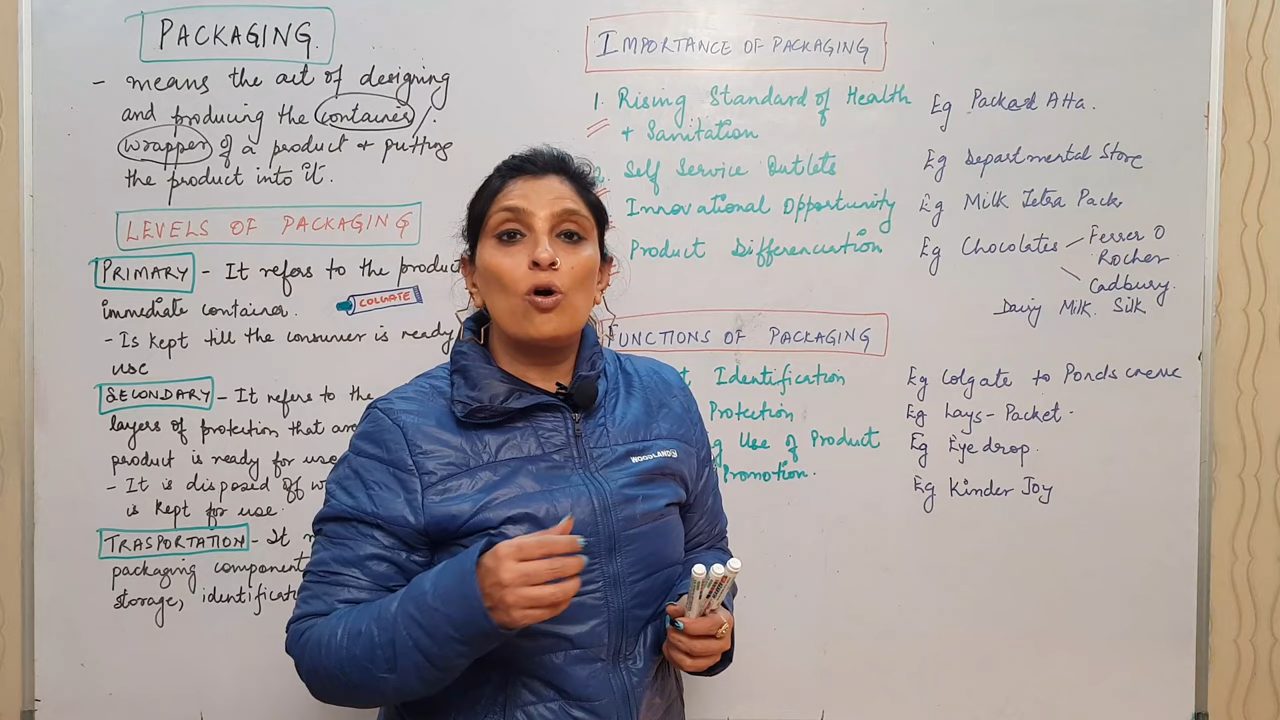 PACKAGING
- means the act of designing
and producing the container /
wrapper of a product + putting
the product into it.
LEVELS OF PACKAGING
PRIMARY - It refers to the product
immediate container.
COLGATE
- Is kept till the consumer is ready
use
SECONDARY - It refers to the
layers of protection that are
product is ready for use
- It is disposed of
is kept for use.
TRASPORTATION - It
packaging component
storage, identificat
IMPORTANCE OF PACKAGING
1. Rising Standard of Health Eg Packed Atta.
+ Sanitation
2. Self Service Outlets Eg Departmental Store
Innovational Opportunity Eg Milk Tetra Packs
Product Differenciation Eg Chocolates Ferrer O
Rocher
Cadbury.
Dairy Milk Silk
FUNCTIONS OF PACKAGING
Identification Eg Colgate to Ponds creme
Protection Eg Lays - Packet.
Use of Product Eg Eye drop.
Promotion. Eg Kinder Joy
WOODLAND